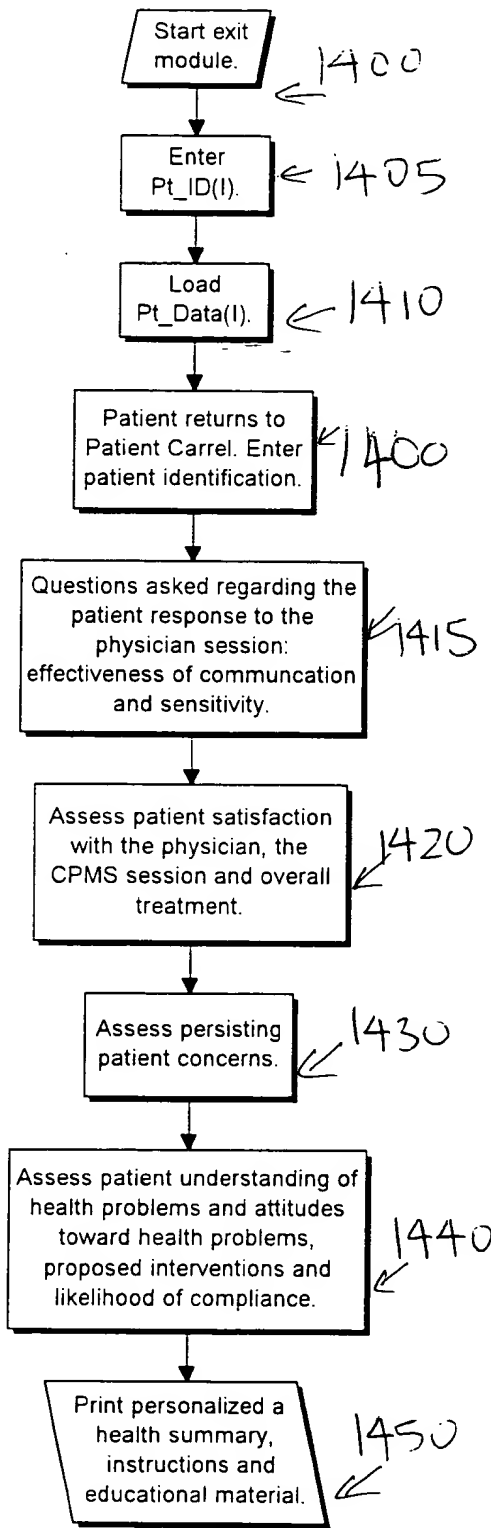 Start exit
module.
1400
Enter
Pt_ID(I).
1405
Load
Pt_Data(I).
1410
Patient returns to
Patient Carrel. Enter
patient identification.
1400
Questions asked regarding the
patient response to the
physician session:
effectiveness of communcation
and sensitivity.
1415
Assess patient satisfaction
with the physician, the
CPMS session and overall
treatment.
1420
Assess persisting
patient concerns.
1430
Assess patient understanding of
health problems and attitudes
toward health problems,
proposed interventions and
likelihood of compliance.
1440
Print personalized a
health summary,
instructions and
educational material.
1450